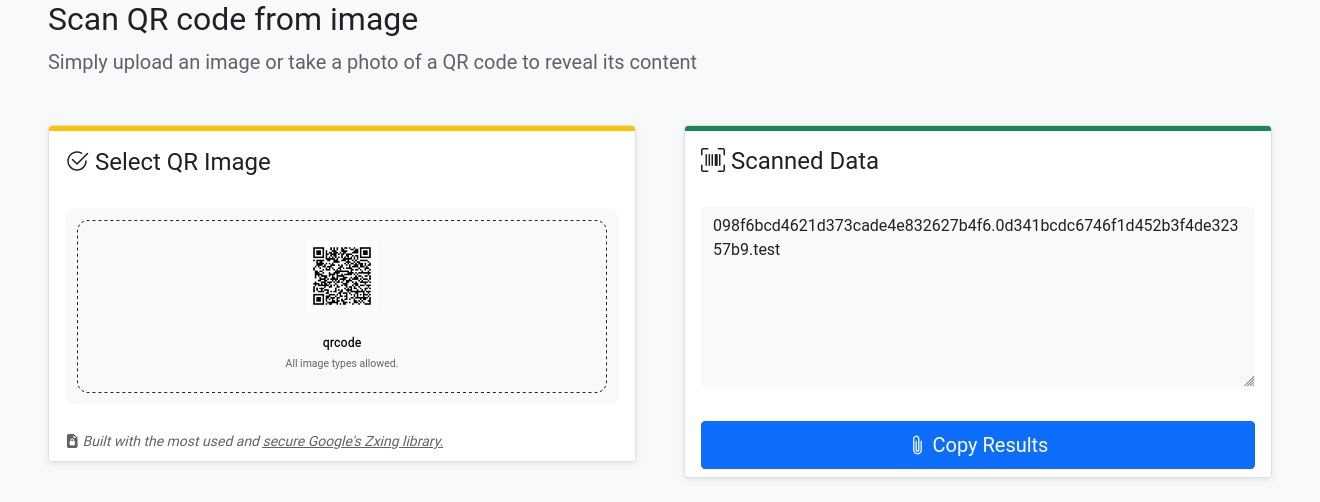 Scan QR code from image
Simply upload an image or take a photo of a QR code to reveal its content
Select QR Image
qrcode
All image types allowed.
Built with the most used and secure Google's Zxing library.
Scanned Data
098f6bcd4621d373cade4e832627b4f6.0d341bcdc6746f1d452b3f4de323
57b9.test
Copy Results